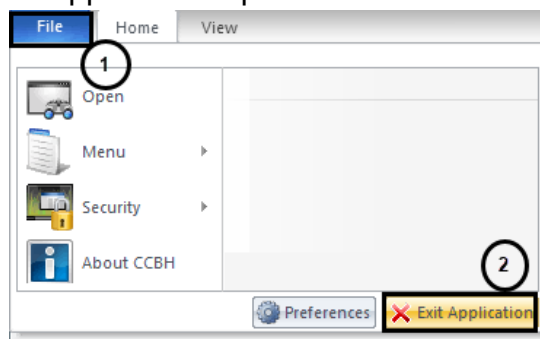 File Home View
1
Open
Menu
Security
About CCBH
2
Preferences Exit Application